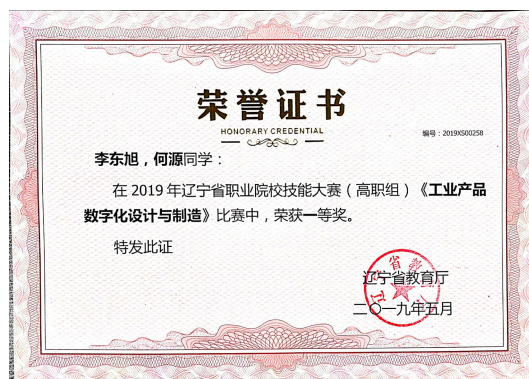 荣誉证书
HONORARY CREDENTIAL
编号：2019XS00258
李东旭，何源同学：
在 2019 年辽宁省职业院校技能大赛（高职组）《工业产品
数字化设计与制造》比赛中，荣获一等奖。
特发此证
辽宁省教育厅
二〇一九年五月